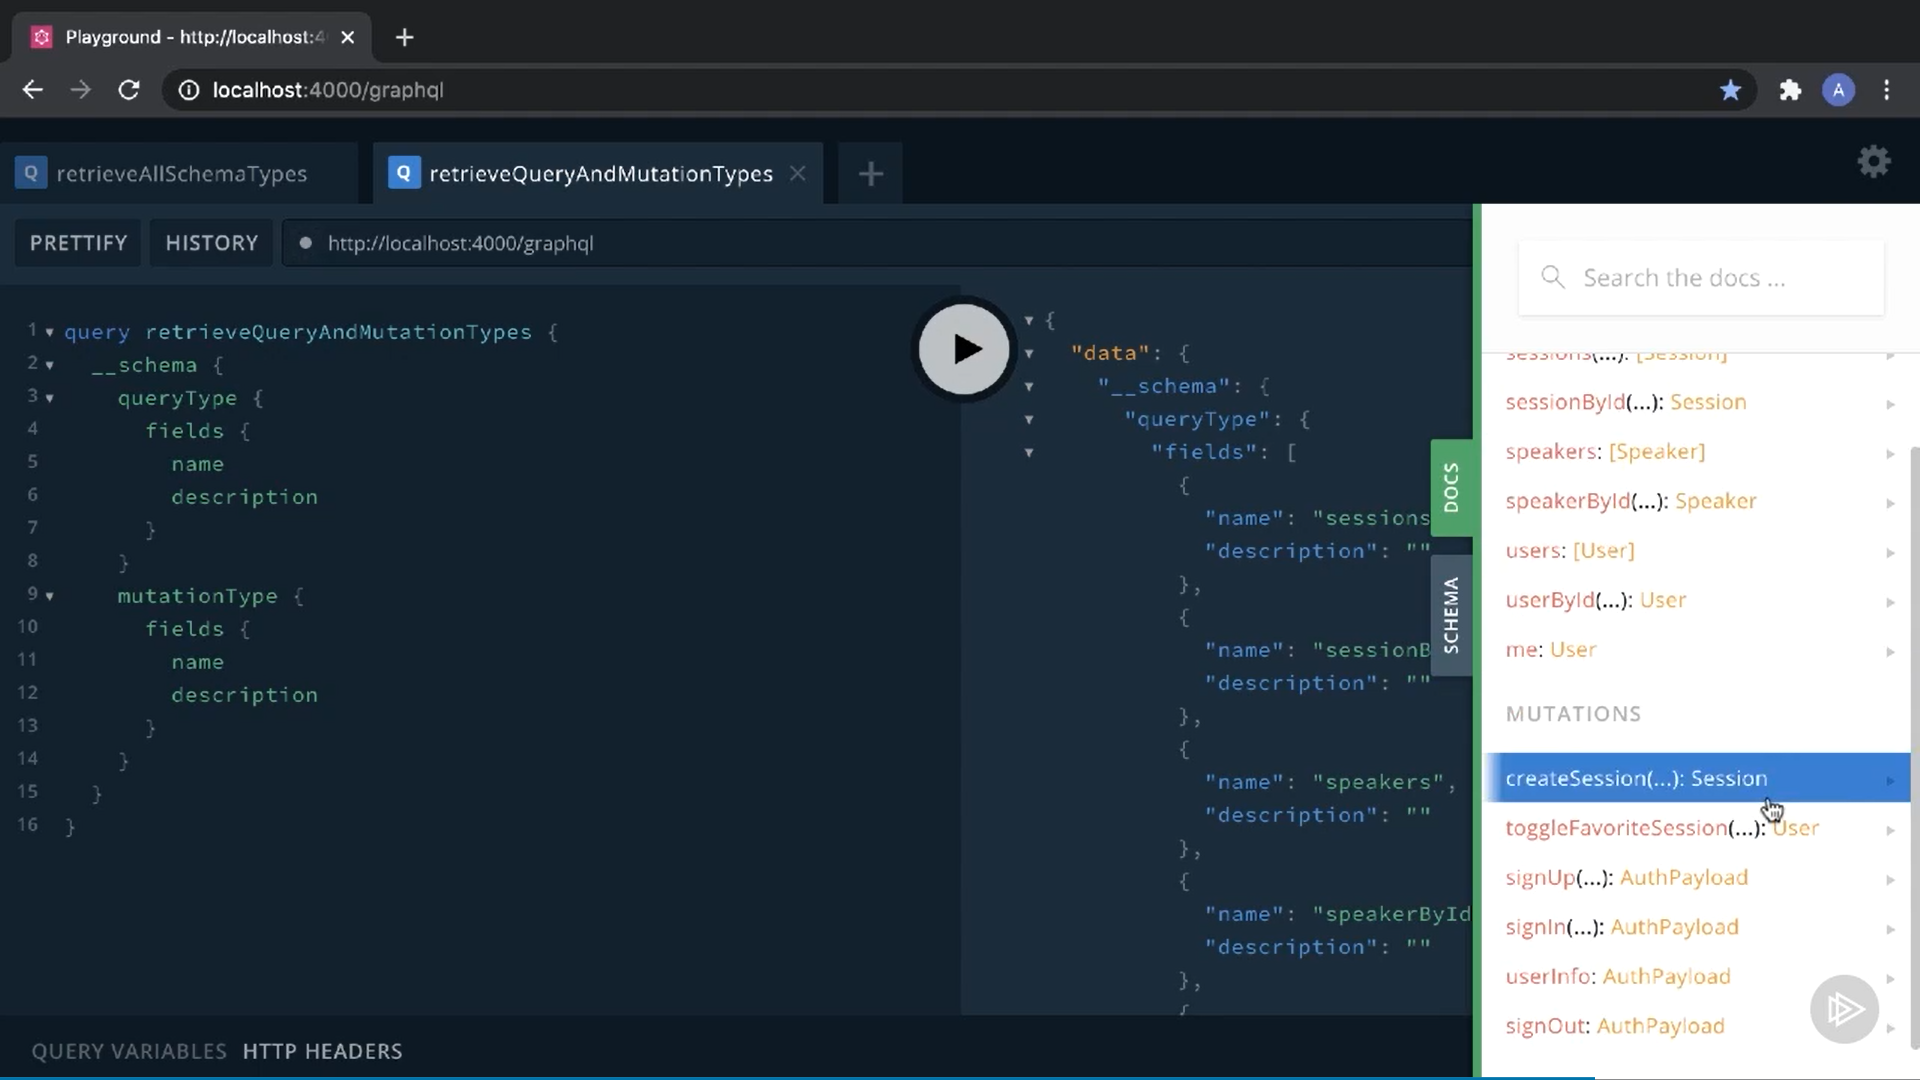 Playground - http://localhost:4
localhost:4000/graphql
A
Q retrieveAllSchemaTypes
Q retrieveQueryAndMutationTypes
PRETTIFY
HISTORY
http://localhost:4000/graphql
1 query retrieveQueryAndMutationTypes {
2 __schema {
3 queryType {
4 fields {
5 name
6 description
7 }
8 }
9 mutationType {
10 fields {
11 name
12 description
13 }
14 }
15 }
16 }
{
"data": {
"__schema": {
"queryType": {
"fields": [
{
"name": "sessions
"description": ""
},
{
"name": "sessionB
"description": ""
},
{
"name": "speakers",
"description": ""
},
{
"name": "speakerById
"description": ""
},
{
DOCS
SCHEMA
Search the docs ...
sessions(...): [Session]
sessionById(...): Session
speakers: [Speaker]
speakerById(...): Speaker
users: [User]
userById(...): User
me: User
MUTATIONS
createSession(...): Session
toggleFavoriteSession(...): User
signUp(...): AuthPayload
signIn(...): AuthPayload
userInfo: AuthPayload
signOut: AuthPayload
QUERY VARIABLES
HTTP HEADERS